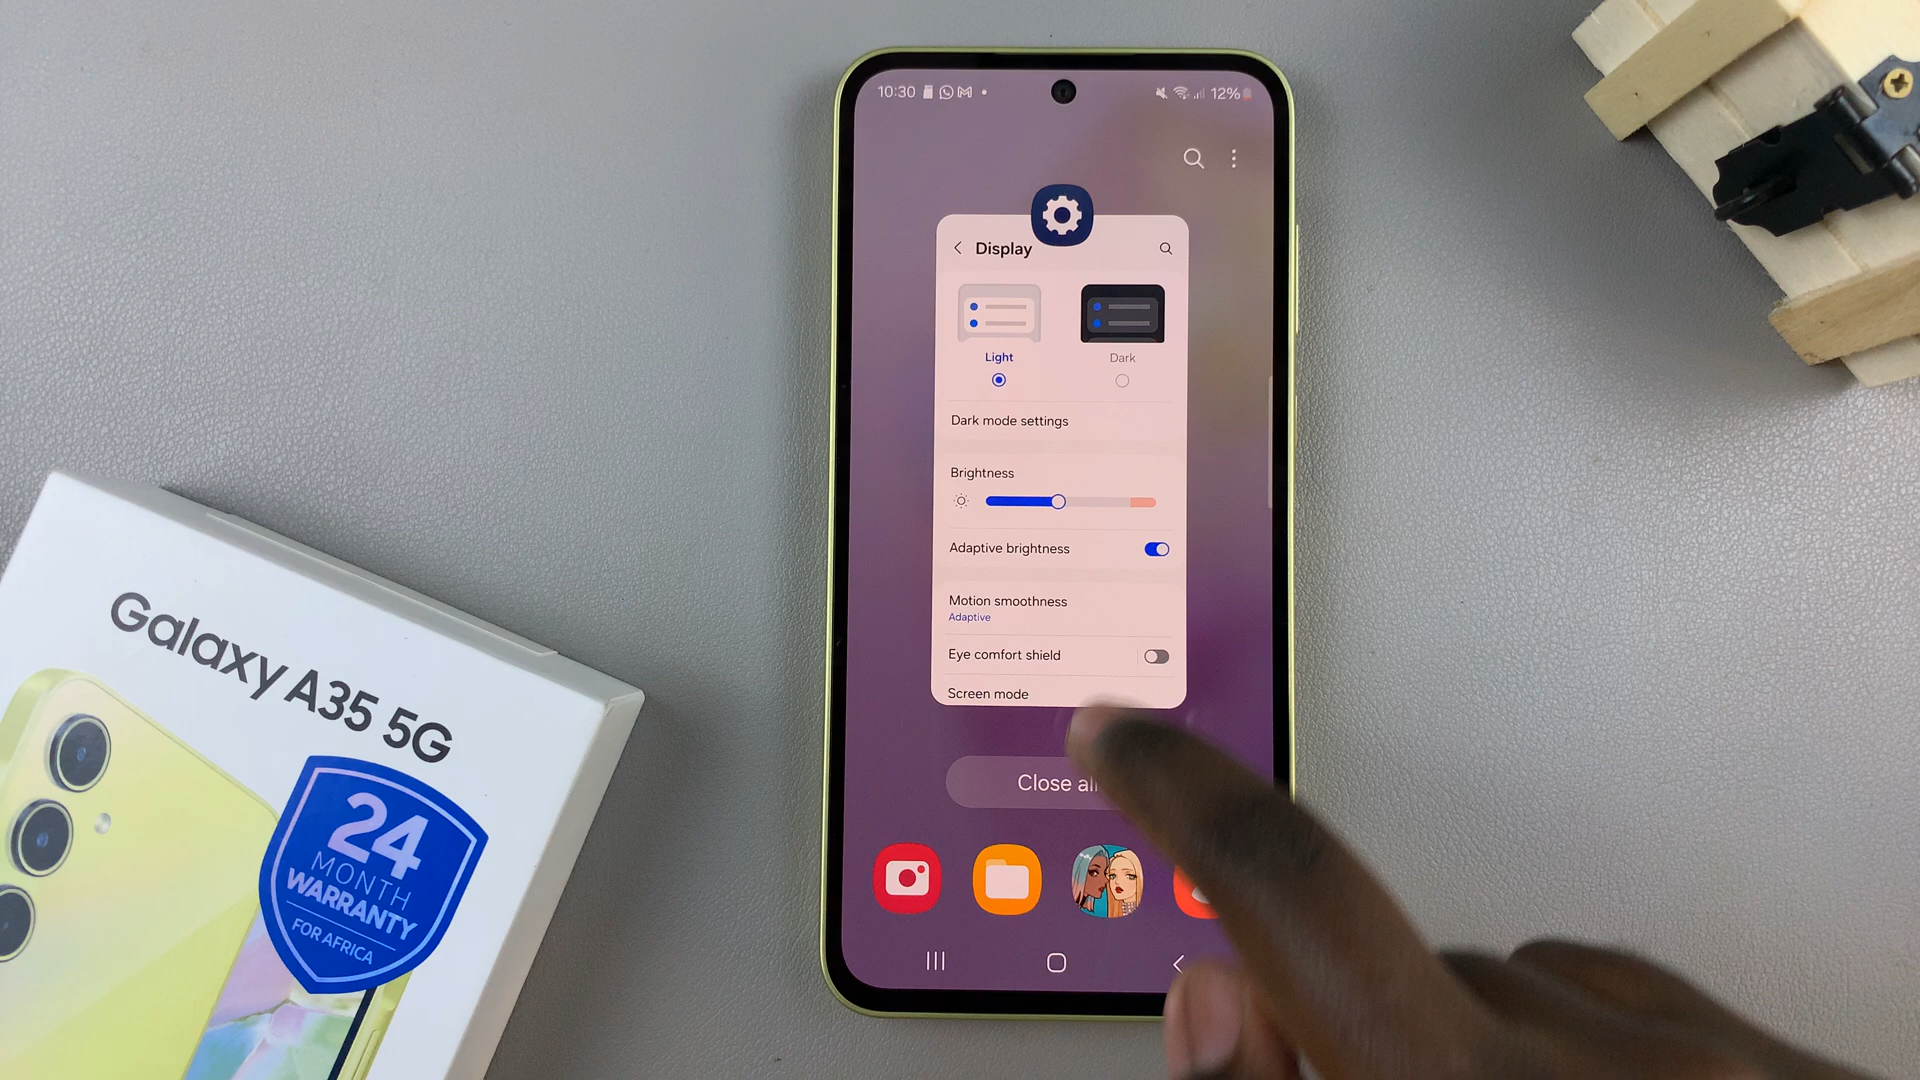 10:30
12%
Display
Light
Dark
Dark mode settings
Brightness
Adaptive brightness
Motion smoothness
Adaptive
Eye comfort shield
Screen mode
Close all
Galaxy A35 5G
24
MONTH
WARRANTY
FOR AFRICA